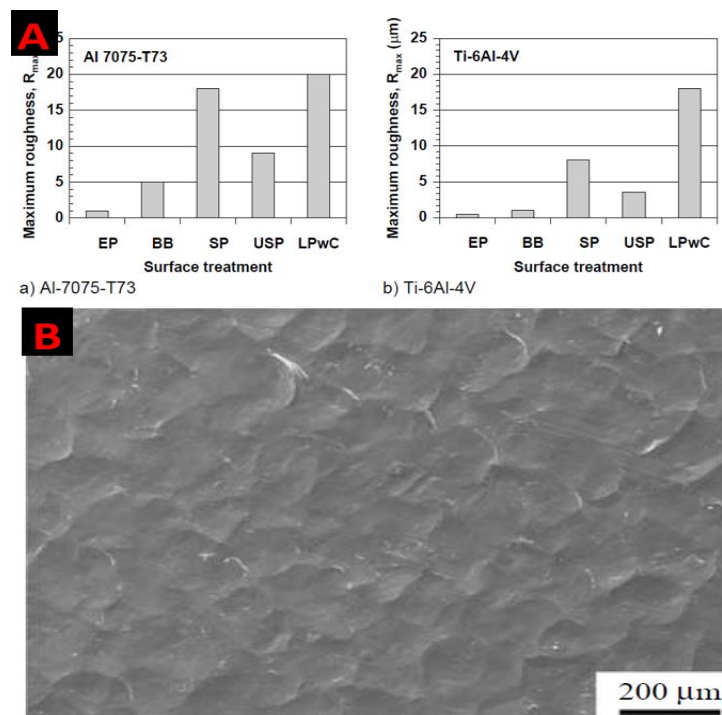 A
Al 7075-T73
Maximum roughness, Rmax
25
20
15
10
5
0
EP BB SP USP LPwC
Surface treatment
a) Al-7075-T73
Ti-6Al-4V
Maximum roughness, Rmax (μm)
25
20
15
10
5
0
EP BB SP USP LPwC
Surface treatment
b) Ti-6Al-4V
B
200 μm